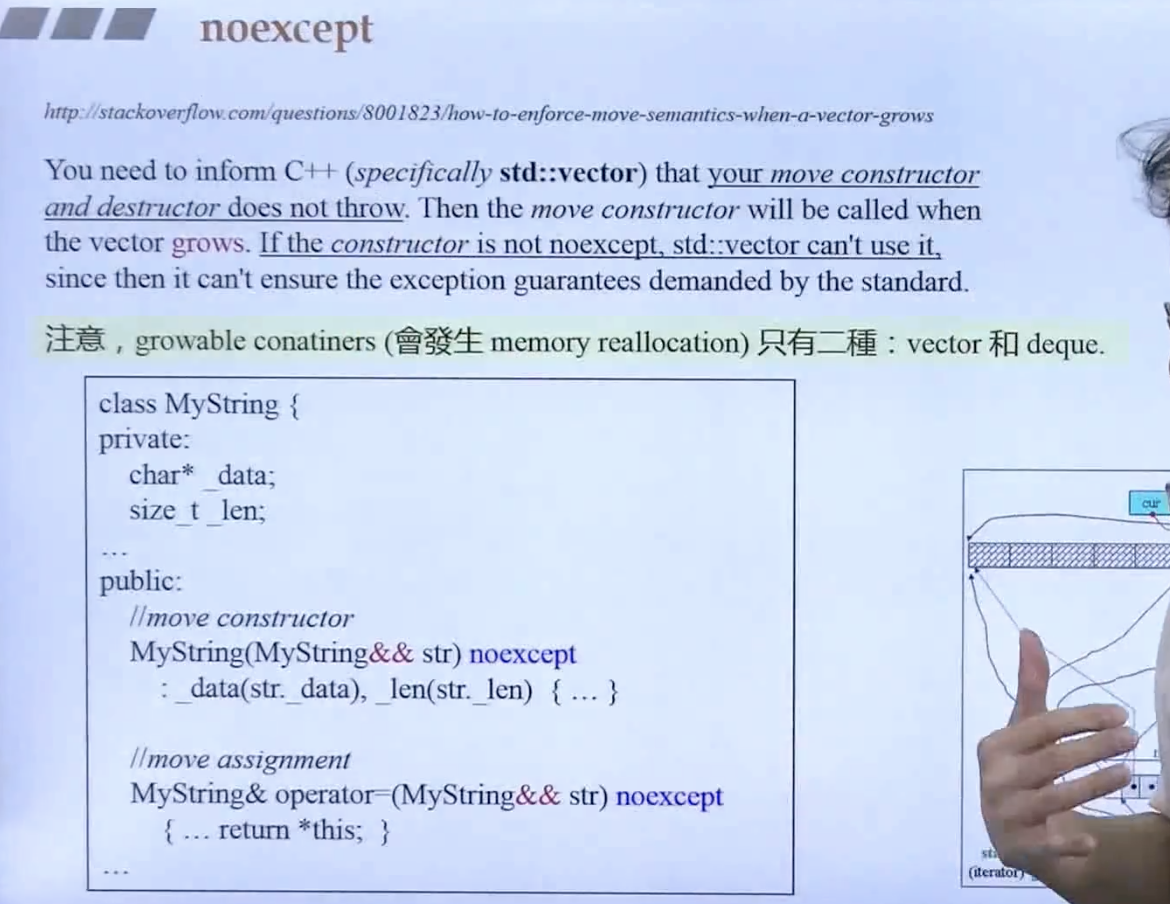 noexcept
http://stackoverflow.com/questions/8001823/how-to-enforce-move-semantics-when-a-vector-grows
You need to inform C++ (specifically std::vector) that your move constructor
and destructor does not throw. Then the move constructor will be called when
the vector grows. If the constructor is not noexcept, std::vector can't use it,
since then it can't ensure the exception guarantees demanded by the standard.
注意，growable conatiners (會發生 memory reallocation) 只有二種：vector 和 deque.
class MyString {
private:
char* _data;
size_t _len;
...
public:
//move constructor
MyString(MyString&& str) noexcept
: _data(str._data), _len(str._len) { ... }
//move assignment
MyString& operator=(MyString&& str) noexcept
{ ... return *this; }
...
cur
(iterator)